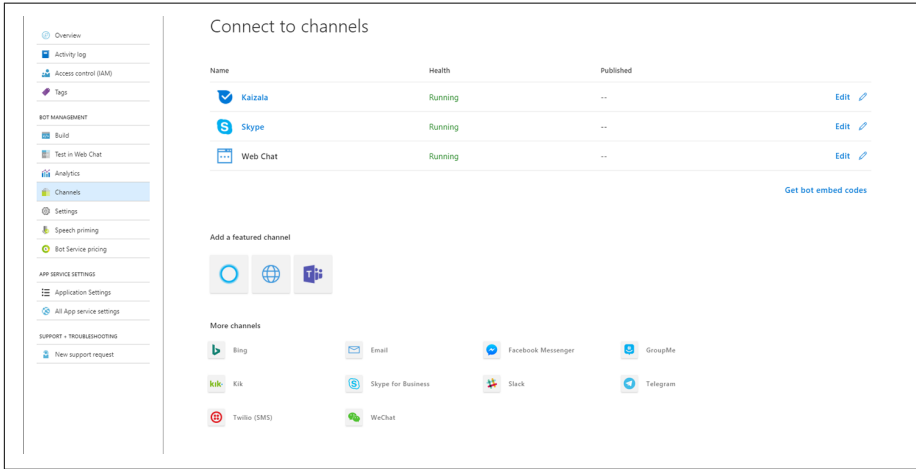 Overview
Activity log
Access control (IAM)
Tags
BOT MANAGEMENT
Build
Test in Web Chat
Analytics
Channels
Settings
Speech priming
Bot Service pricing
APP SERVICE SETTINGS
Application Settings
All App service settings
SUPPORT + TROUBLESHOOTING
New support request
Connect to channels
Name Health Published
Kaizala Running -- Edit
Skype Running -- Edit
Web Chat Running -- Edit
Get bot embed codes
Add a featured channel
More channels
Bing Email Facebook Messenger GroupMe
kik• Kik Skype for Business Slack Telegram
Twilio (SMS) WeChat